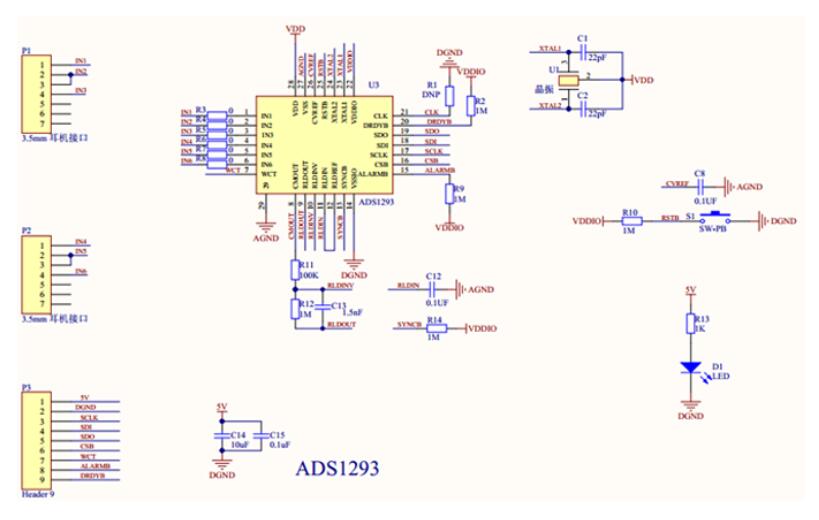 P1
1
2
3
4
5
6
7
IN1
IN2
IN3
3.5mm 耳机接口
P2
1
2
3
4
5
6
7
IN4
IN5
IN6
3.5mm 耳机接口
P3
1
2
3
4
5
6
7
8
9
5V
DGND
SCLK
SDI
SDO
CSB
WCT
ALARMB
DRDYB
Header 9
VDD
AGND
CVREF
RSTB
XTAL2
XTAL1
VDDIO
28
27
26
25
24
23
22
U3
VDD
VSS
CVREF
RSTB
XTAL2
XTAL1
VDDIO
IN1 R3 0 1 IN1
IN2 R4 0 2 IN2
IN3 R5 0 3 IN3
IN4 R6 0 4 IN4
IN5 R7 0 5 IN5
IN6 R8 0 6 IN6
WCT 7 WCT
CLK 21 CLK
DRDYB 20 DRDYB
SDO 19 SDO
SDI 18 SDI
SCLK 17 SCLK
CSB 16 CSB
ALARMB 15 ALARMB
CMOUT
RLDOUT
RLDINV
RLDIN
RLDREF
SYNCB
VSSIO
ADS1293
29
8
9
10
11
12
13
14
AGND
CMOUT
RLDOUT
RLDINV
RLDIN
SYNCB
DGND
DGND
R1
DNP
VDDIO
R2
1M
R9
1M
VDDIO
R11
100K
R12
1M
RLDINV
C13
1.5nF
RLDOUT
RLDIN
C12
0.1UF
AGND
SYNCB
R14
1M
VDDIO
XTAL1
C1
22pF
U1
晶振
3
2
1
VDD
XTAL2
C2
22pF
CVREF
C8
0.1UF
AGND
VDDIO
R10
1M
RSTB
S1
SW-PB
DGND
5V
R13
1K
D1
LED
DGND
5V
C14
10uF
C15
0.1uF
DGND
ADS1293